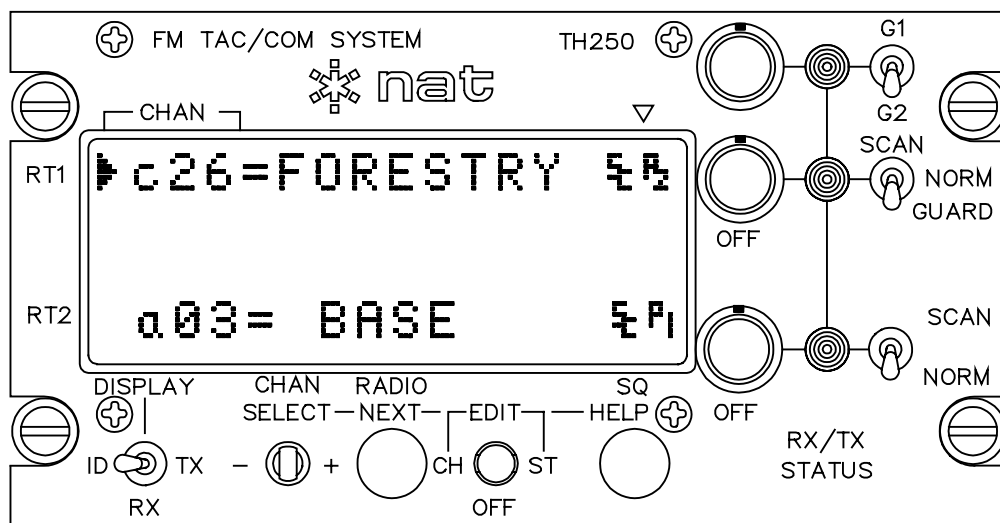 FM TAC/COM SYSTEM
TH250
nat
G1
G2
CHAN
RT1
c26=FORESTRY
SCAN
NORM
GUARD
OFF
RT2
a03= BASE
SCAN
NORM
OFF
DISPLAY
ID
TX
RX
CHAN
SELECT
- +
RADIO
NEXT
EDIT
CH
ST
OFF
SQ
HELP
RX/TX
STATUS